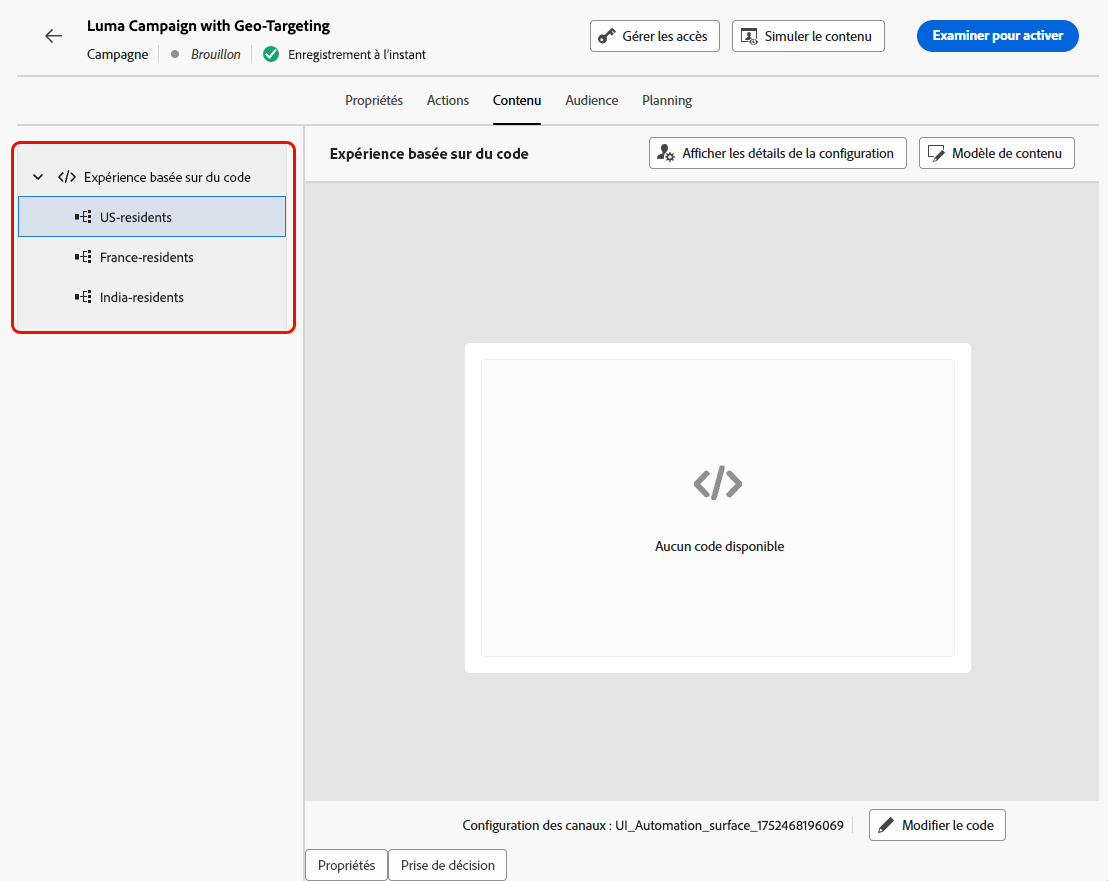 Luma Campaign with Geo-Targeting
Campagne Brouillon Enregistrement à l'instant
Gérer les accès
Simuler le contenu
Examiner pour activer
Propriétés Actions Contenu Audience Planning
Expérience basée sur du code
US-residents
France-residents
India-residents
Expérience basée sur du code
Afficher les détails de la configuration
Modèle de contenu
Aucun code disponible
Configuration des canaux : UI_Automation_surface_1752468196069
Modifier le code
Propriétés
Prise de décision